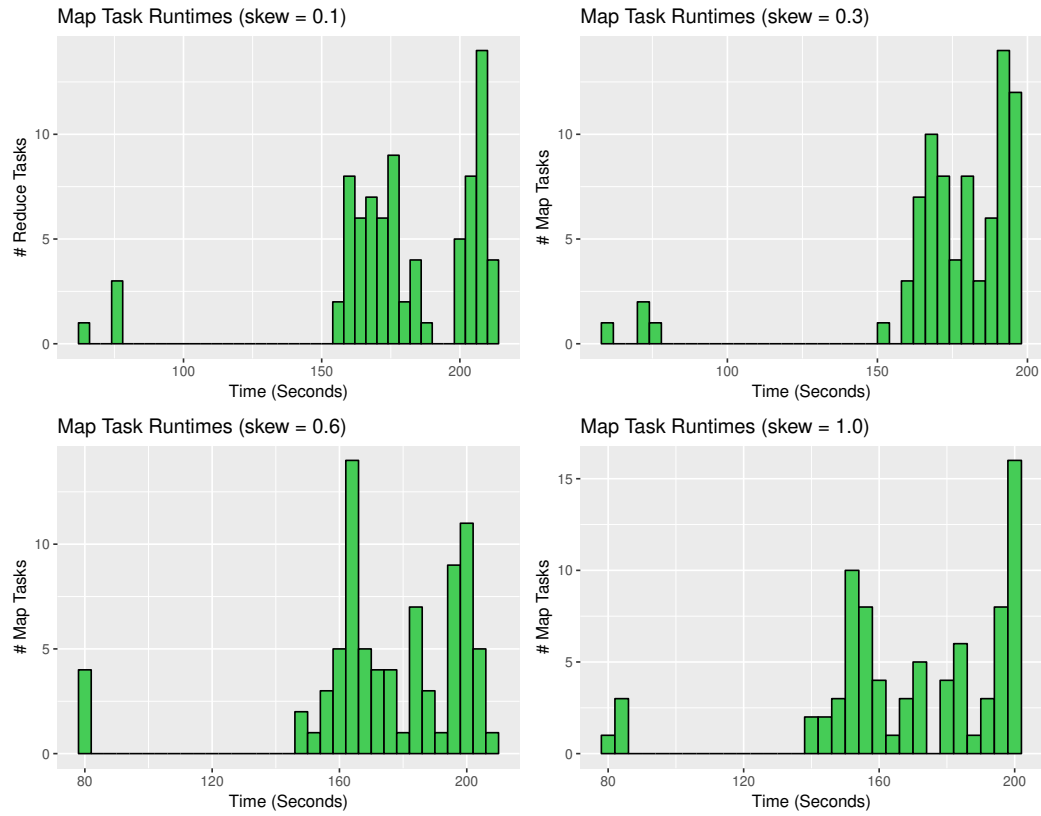 Map Task Runtimes (skew = 0.1)
# Reduce Tasks
10
5
0
100
150
200
Time (Seconds)
Map Task Runtimes (skew = 0.3)
# Map Tasks
10
5
0
100
150
200
Time (Seconds)
Map Task Runtimes (skew = 0.6)
# Map Tasks
10
5
0
80
120
160
200
Time (Seconds)
Map Task Runtimes (skew = 1.0)
# Map Tasks
15
10
5
0
80
120
160
200
Time (Seconds)